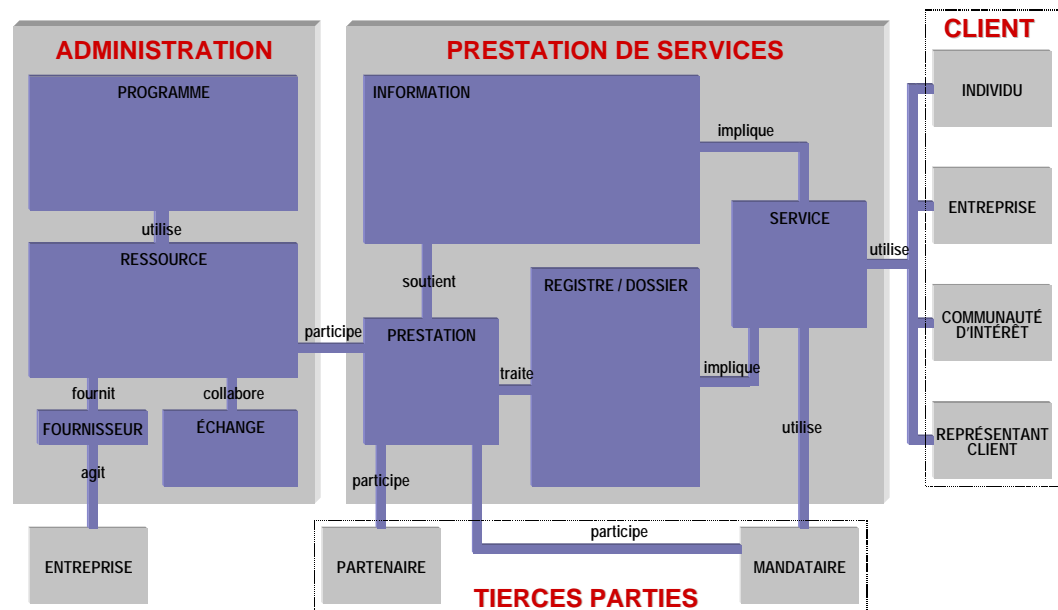 ADMINISTRATION
PROGRAMME
utilise
RESSOURCE
fournit
collabore
FOURNISSEUR
ÉCHANGE
agit
ENTREPRISE
participe
PRESTATION DE SERVICES
INFORMATION
implique
SERVICE
soutient
REGISTRE / DOSSIER
PRESTATION
traite
implique
utilise
participe
participe
PARTENAIRE
MANDATAIRE
TIERCES PARTIES
utilise
CLIENT
INDIVIDU
ENTREPRISE
COMMUNAUTÉ
D'INTÉRÊT
REPRÉSENTANT
CLIENT